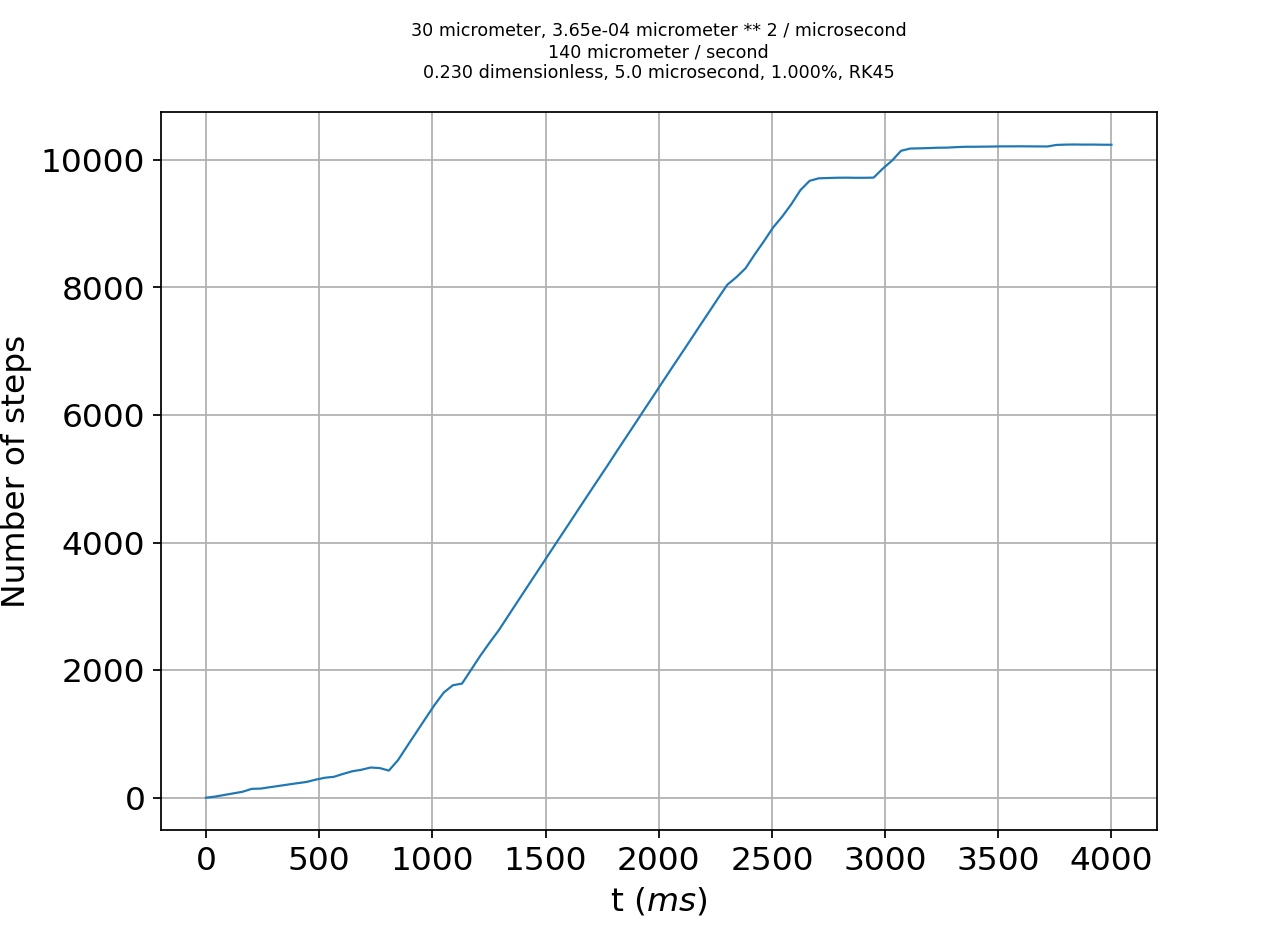 30 micrometer, 3.65e-04 micrometer ** 2 / microsecond
140 micrometer / second
0.230 dimensionless, 5.0 microsecond, 1.000%, RK45
Number of steps
10000
8000
6000
4000
2000
0
0 500 1000 1500 2000 2500 3000 3500 4000
t (ms)